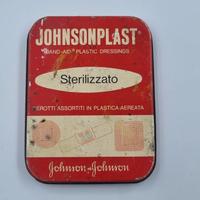 JOHNSONPLAST®
"BAND-AID" PLASTIC DRESSINGS
Sterilizzato
CEROTTI ASSORTITI IN PLASTICA AEREATA
Johnson & Johnson